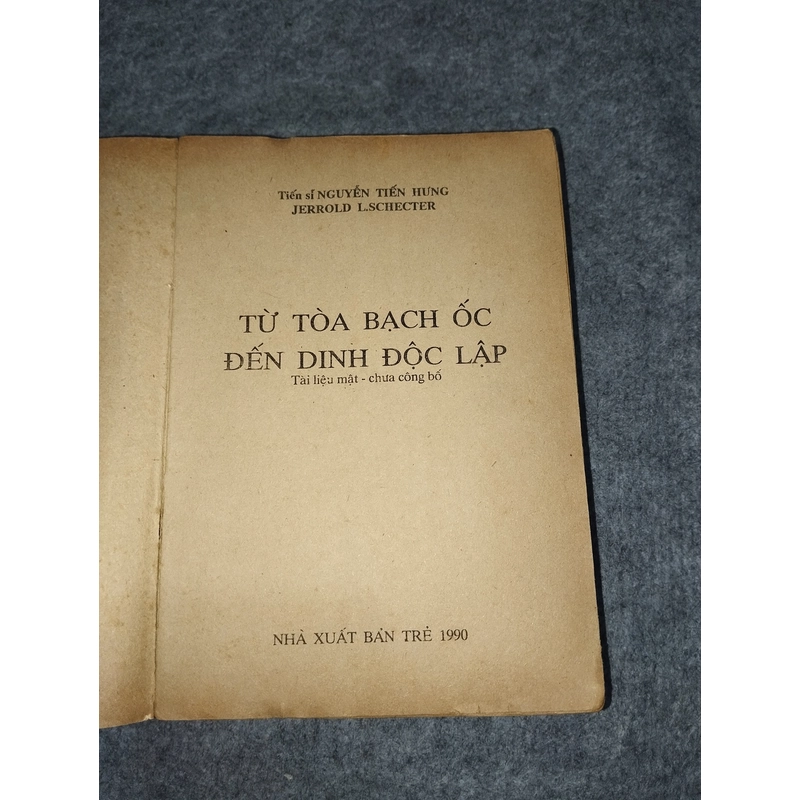 Tiến sĩ NGUYỄN TIẾN HƯNG
JERROLD L.SCHECTER
TỪ TÒA BẠCH ỐC
ĐẾN DINH ĐỘC LẬP
Tài liệu mật - chưa công bố
NHÀ XUẤT BẢN TRẺ 1990